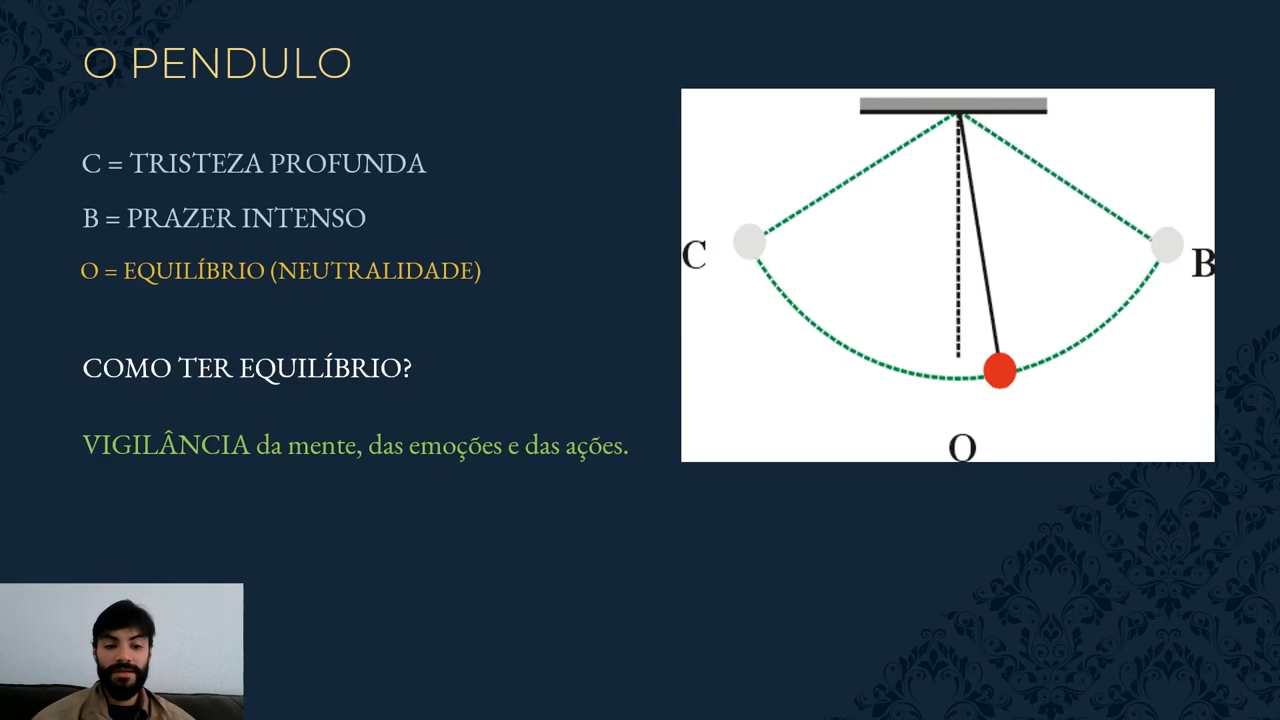 O PENDULO
C = TRISTEZA PROFUNDA
B = PRAZER INTENSO
O = EQUILÍBRIO (NEUTRALIDADE)
COMO TER EQUILÍBRIO?
VIGILÂNCIA da mente, das emoções e das ações.
C
B
O